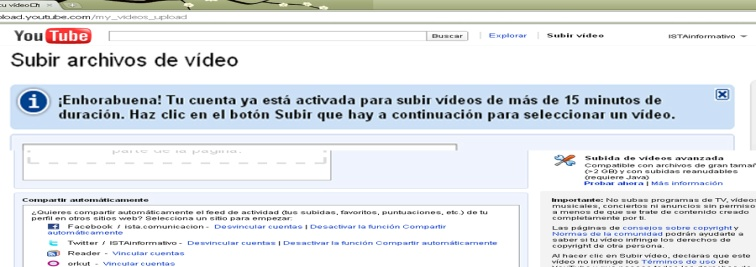 tu vídeo
load.youtube.com/my_videos_upload
YouTube Buscar Explorar Subir vídeo ISTAinformativo
Subir archivos de vídeo
¡Enhorabuena! Tu cuenta ya está activada para subir vídeos de más de 15 minutos de
duración. Haz clic en el botón Subir que hay a continuación para seleccionar un vídeo.
parte de la página.
Subida de vídeos avanzada
Compatible con archivos de gran tamañ
(>2 GB) y con subidas reanudables
(requiere Java)
Probar ahora | Más información
Compartir automáticamente
¿Quieres compartir automáticamente el feed de actividad (tus subidas, favoritos, puntuaciones, etc.) de tu
perfil en otros sitios web? Selecciona un sitio para empezar:
Facebook / ista.comunicacion - Desvincular cuentas | Desactivar la función Compartir
automáticamente
Twitter / ISTAinformativo - Desvincular cuentas | Desactivar la función Compartir automáticamente
Reader - Vincular cuentas
orkut - Vincular cuentas
Importante: No subas programas de TV, vídeos
musicales, conciertos ni anuncios sin permiso
a menos de que se trate de contenido creado
completamente por ti.
Las páginas de consejos sobre copyright y
Normas de la comunidad podrán ayudarte a
saber si tu vídeo infringe los derechos de
copyright de otra persona.
Al hacer clic en Subir vídeo, declaras que este
vídeo no infringe los Términos de uso de